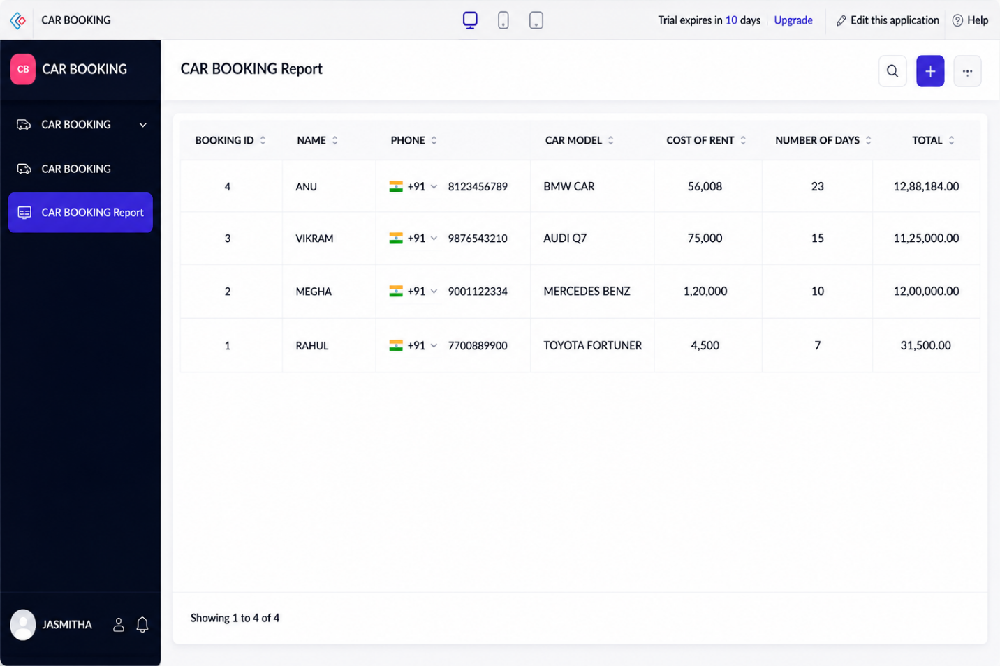 CAR BOOKING
Trial expires in 10 days
Upgrade
Edit this application
Help
CB CAR BOOKING
CAR BOOKING
CAR BOOKING
CAR BOOKING Report
JASMITHA
CAR BOOKING Report
BOOKING ID NAME PHONE CAR MODEL COST OF RENT NUMBER OF DAYS TOTAL
4 ANU +91 8123456789 BMW CAR 56,008 23 12,88,184.00
3 VIKRAM +91 9876543210 AUDI Q7 75,000 15 11,25,000.00
2 MEGHA +91 9001122334 MERCEDES BENZ 1,20,000 10 12,00,000.00
1 RAHUL +91 7700889900 TOYOTA FORTUNER 4,500 7 31,500.00
Showing 1 to 4 of 4